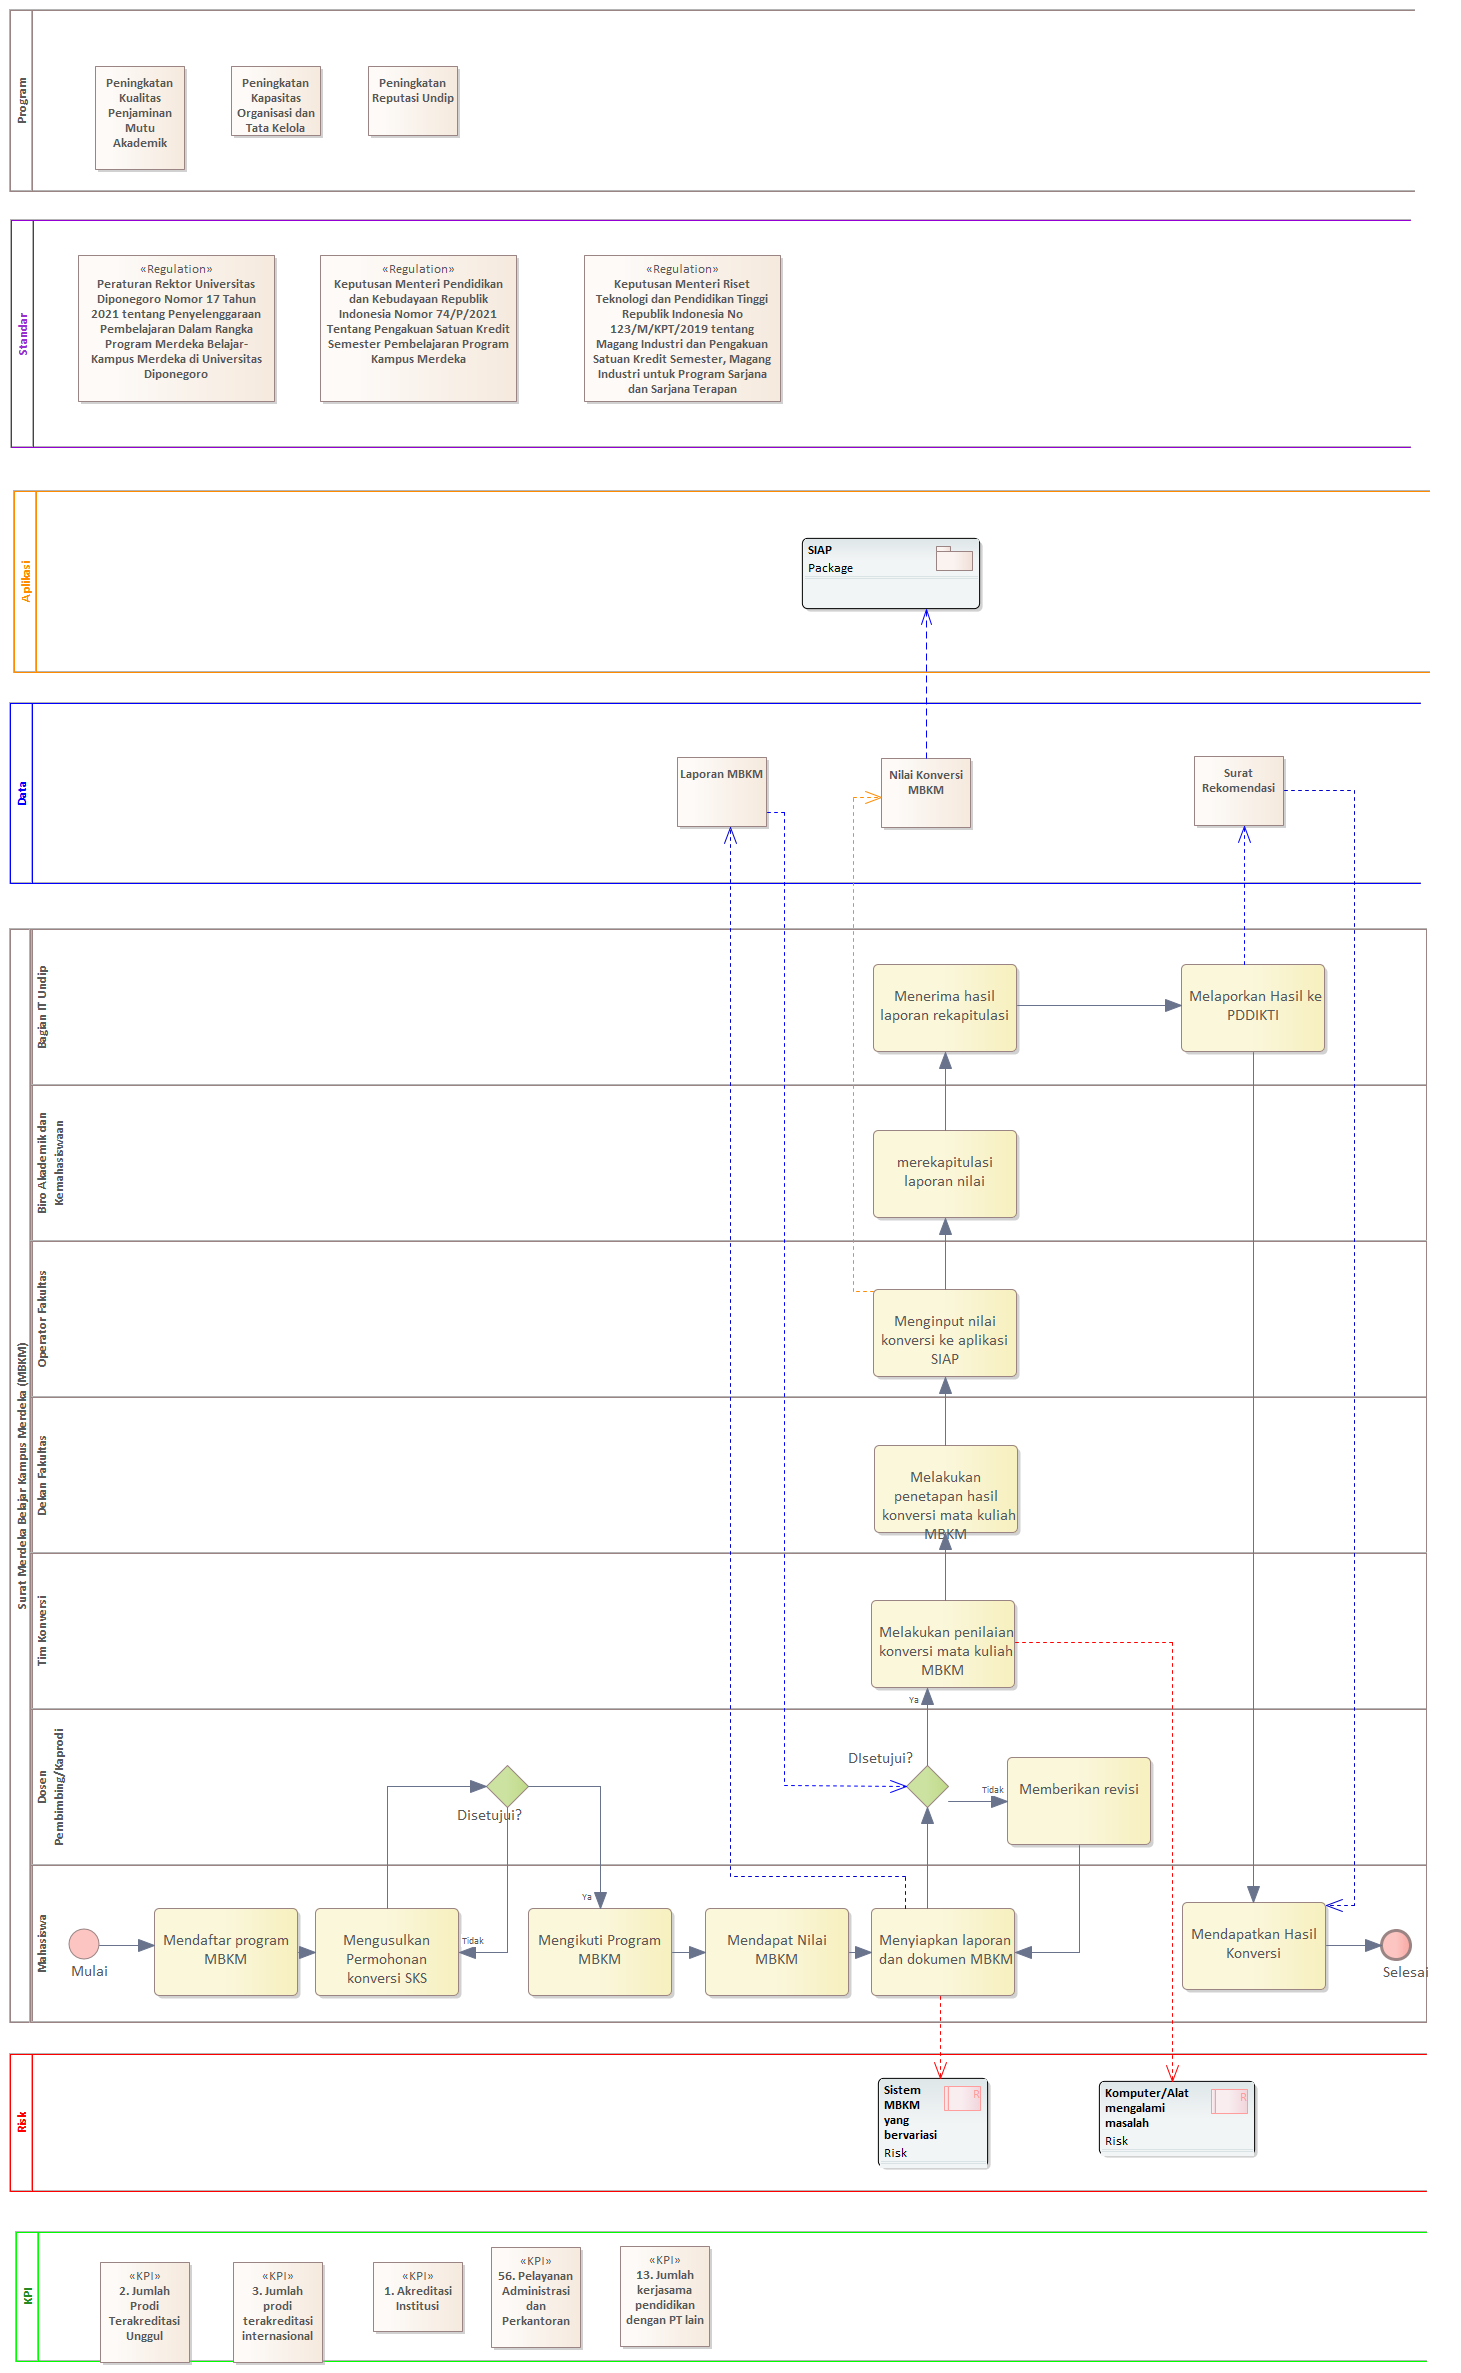 Program
Peningkatan
Kualitas
Penjaminan
Mutu
Akademik
Peningkatan
Kapasitas
Organisasi dan
Tata Kelola
Peningkatan
Reputasi Undip
Standar
«Regulation»
Peraturan Rektor Universitas
Diponegoro Nomor 17 Tahun
2021 tentang Penyelenggaraan
Pembelajaran Dalam Rangka
Program Merdeka Belajar-
Kampus Merdeka di Universitas
Diponegoro
«Regulation»
Keputusan Menteri Pendidikan
dan Kebudayaan Republik
Indonesia Nomor 74/P/2021
Tentang Pengakuan Satuan Kredit
Semester Pembelajaran Program
Kampus Merdeka
«Regulation»
Keputusan Menteri Riset
Teknologi dan Pendidikan Tinggi
Republik Indonesia No
123/M/KPT/2019 tentang
Magang Industri dan Pengakuan
Satuan Kredit Semester, Magang
Industri untuk Program Sarjana
dan Sarjana Terapan
Aplikasi
SIAP
Package
Data
Laporan MBKM
Nilai Konversi
MBKM
Surat
Rekomendasi
Surat Merdeka Belajar Kampus Merdeka (MBKM)
Bagian IT Undip
Menerima hasil
laporan rekapitulasi
Melaporkan Hasil ke
PDDIKTI
Biro Akademik dan
Kemahasiswaan
merekapitulasi
laporan nilai
Operator Fakultas
Menginput nilai
konversi ke aplikasi
SIAP
Dekan Fakultas
Melakukan
penetapan hasil
konversi mata kuliah
MBKM
Tim Konversi
Melakukan penilaian
konversi mata kuliah
MBKM
Ya
Dosen
Pembimbing/Kaprodi
Disetujui?
DIsetujui?
Tidak
Memberikan revisi
Ya
Tidak
Mahasiswa
Mulai
Mendaftar program
MBKM
Mengusulkan
Permohonan
konversi SKS
Mengikuti Program
MBKM
Mendapat Nilai
MBKM
Menyiapkan laporan
dan dokumen MBKM
Mendapatkan Hasil
Konversi
Selesai
Risk
Sistem
MBKM
yang
bervariasi
Risk
R
Komputer/Alat
mengalami
masalah
Risk
R
KPI
«KPI»
2. Jumlah
Prodi
Terakreditasi
Unggul
«KPI»
3. Jumlah
prodi
terakreditasi
internasional
«KPI»
1. Akreditasi
Institusi
«KPI»
56. Pelayanan
Administrasi
dan
Perkantoran
«KPI»
13. Jumlah
kerjasama
pendidikan
dengan PT lain